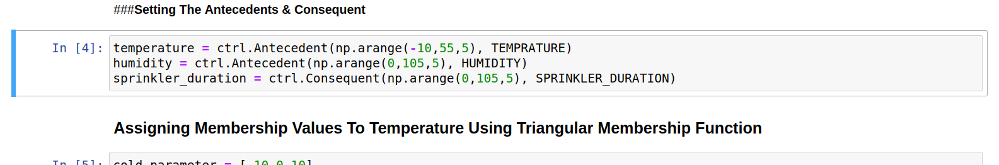 ###Setting The Antecedents & Consequent
In [4]: temperature = ctrl.Antecedent(np.arange(-10,55,5), TEMPRATURE)
humidity = ctrl.Antecedent(np.arange(0,105,5), HUMIDITY)
sprinkler_duration = ctrl.Consequent(np.arange(0,105,5), SPRINKLER_DURATION)
Assigning Membership Values To Temperature Using Triangular Membership Function
In [5]: cold_parameter = [-10,0,10]